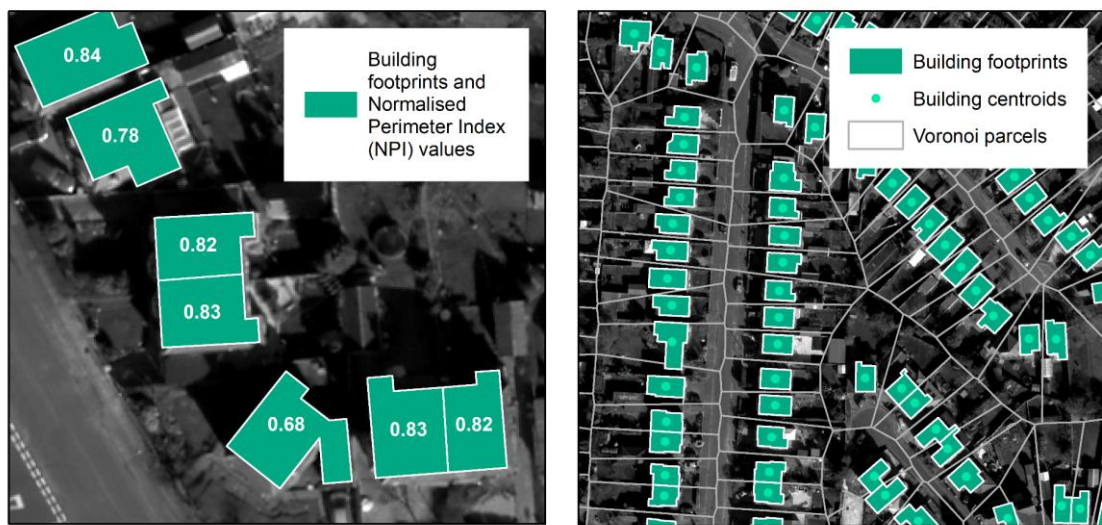 0.84
0.78
0.82
0.83
0.68
0.83
0.82
Building
footprints and
Normalised
Perimeter Index
(NPI) values
Building footprints
Building centroids
Voronoi parcels